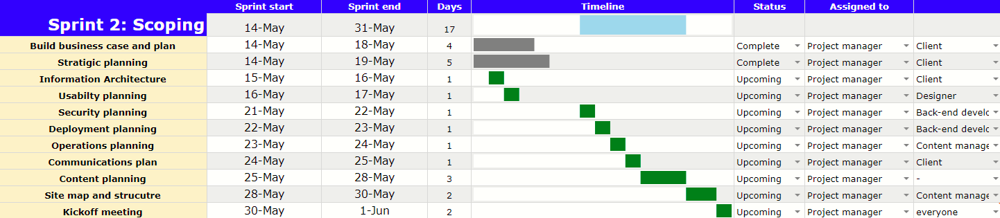 Sprint start Sprint end Days Timeline Status Assigned to
Sprint 2: Scoping 14-May 31-May 17
Build business case and plan 14-May 18-May 4 Complete Project manager Client
Stratigic planning 14-May 19-May 5 Complete Project manager Client
Information Architecture 15-May 16-May 1 Upcoming Project manager Client
Usabilty planning 16-May 17-May 1 Upcoming Project manager Designer
Security planning 21-May 22-May 1 Upcoming Project manager Back-end develo
Deployment planning 22-May 23-May 1 Upcoming Project manager Back-end develo
Operations planning 23-May 24-May 1 Upcoming Project manager Content manage
Communications plan 24-May 25-May 1 Upcoming Project manager Client
Content planning 25-May 28-May 3 Upcoming Project manager -
Site map and strucutre 28-May 30-May 2 Upcoming Project manager Content manage
Kickoff meeting 30-May 1-Jun 2 Upcoming Project manager everyone